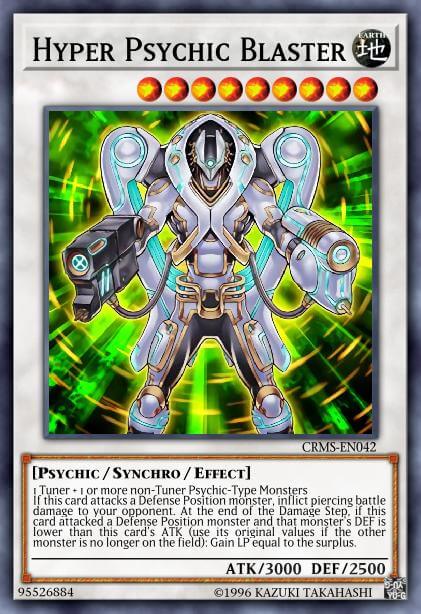 HYPER PSYCHIC BLASTER
EARTH
地
CRMS-EN042
[PSYCHIC / SYNCHRO / EFFECT]
1 Tuner + 1 or more non-Tuner Psychic-Type Monsters
If this card attacks a Defense Position monster, inflict piercing battle
damage to your opponent. At the end of the Damage Step, if this
card attacked a Defense Position monster and that monster's DEF is
lower than this card's ATK (use its original values if the other
monster is no longer on the field): Gain LP equal to the surplus.
ATK/3000 DEF/2500
95526884
©1996 KAZUKI TAKAHASHI